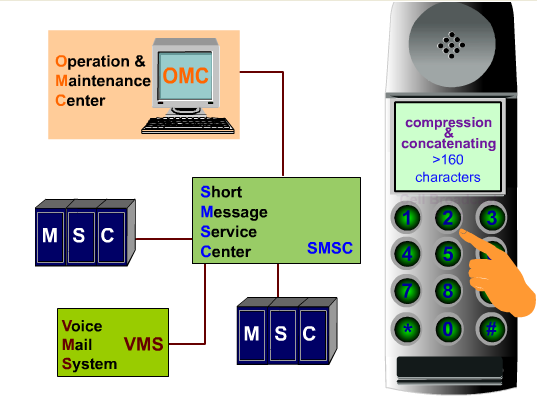 Operation &
Maintenance
Center
OMC
Short
Message
Service
Center
SMSC
M S C
M S C
Voice
Mail
System
VMS
compression
&
concatenating
>160
characters
1 2 3
4 5
7 8
* 0 #